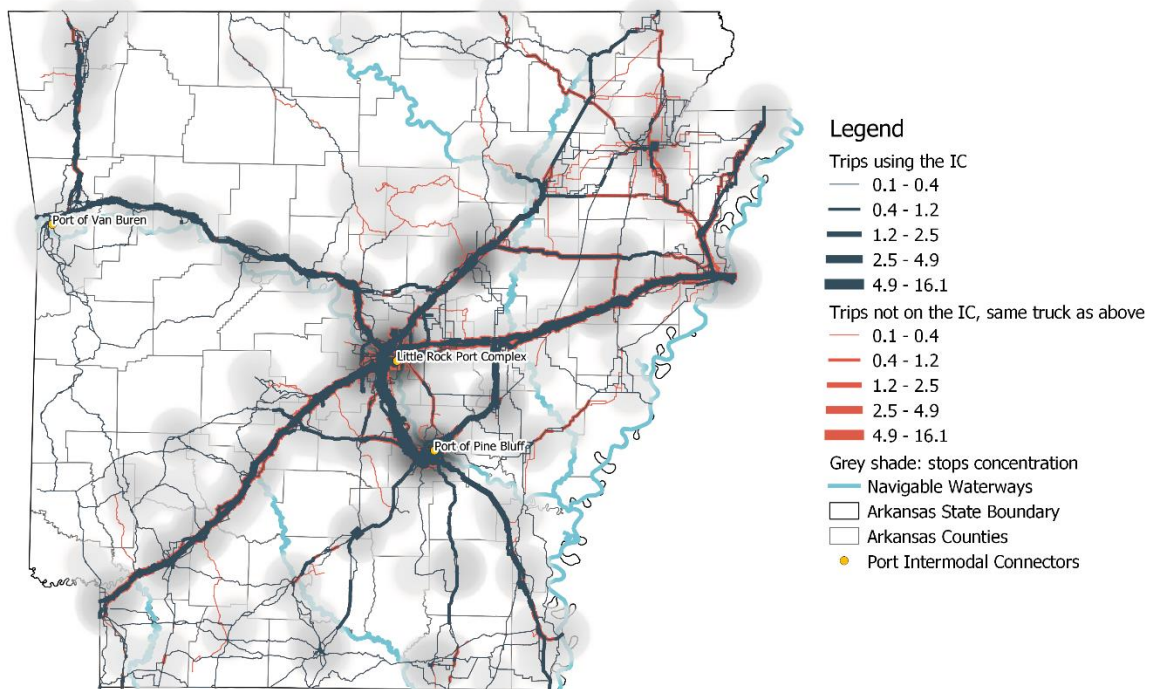 Port of Van Buren
Little Rock Port Complex
Port of Pine Bluff
Legend
Trips using the IC
0.1 - 0.4
0.4 - 1.2
1.2 - 2.5
2.5 - 4.9
4.9 - 16.1
Trips not on the IC, same truck as above
0.1 - 0.4
0.4 - 1.2
1.2 - 2.5
2.5 - 4.9
4.9 - 16.1
Grey shade: stops concentration
Navigable Waterways
Arkansas State Boundary
Arkansas Counties
Port Intermodal Connectors